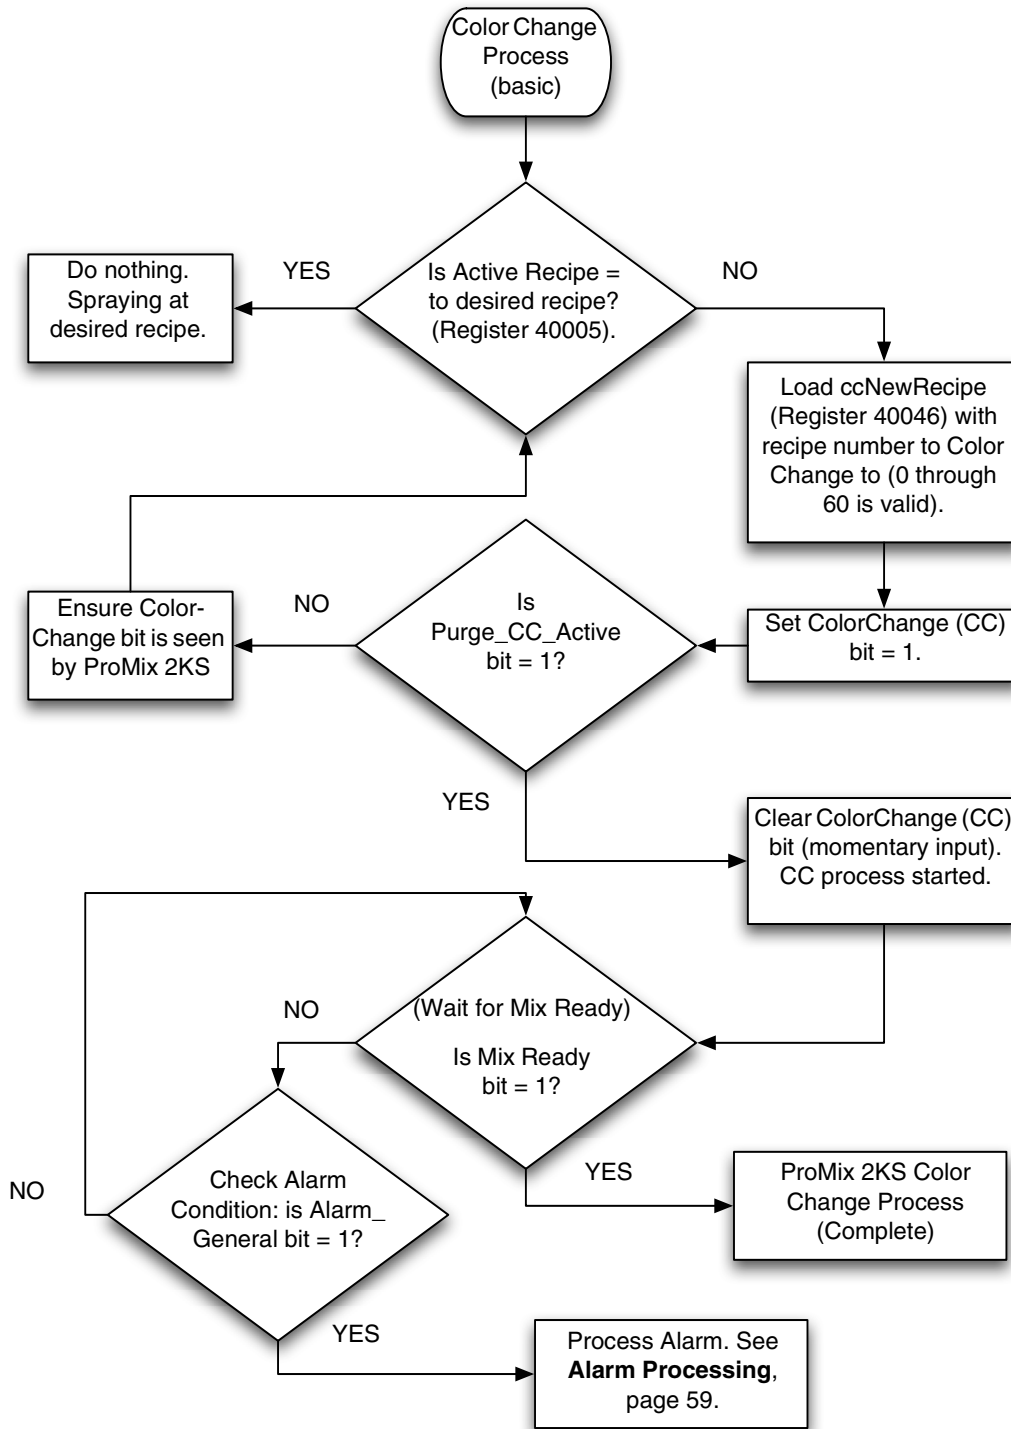 Color Change
Process
(basic)
Is Active Recipe =
to desired recipe?
(Register 40005).
YES
NO
Do nothing.
Spraying at
desired recipe.
Load ccNewRecipe
(Register 40046) with
recipe number to Color
Change to (0 through
60 is valid).
Set ColorChange (CC)
bit = 1.
Is
Purge_CC_Active
bit = 1?
NO
Ensure Color-
Change bit is seen
by ProMix 2KS
YES
Clear ColorChange (CC)
bit (momentary input).
CC process started.
(Wait for Mix Ready)
Is Mix Ready
bit = 1?
NO
YES
ProMix 2KS Color
Change Process
(Complete)
Check Alarm
Condition: is Alarm_
General bit = 1?
NO
YES
Process Alarm. See
Alarm Processing,
page 59.